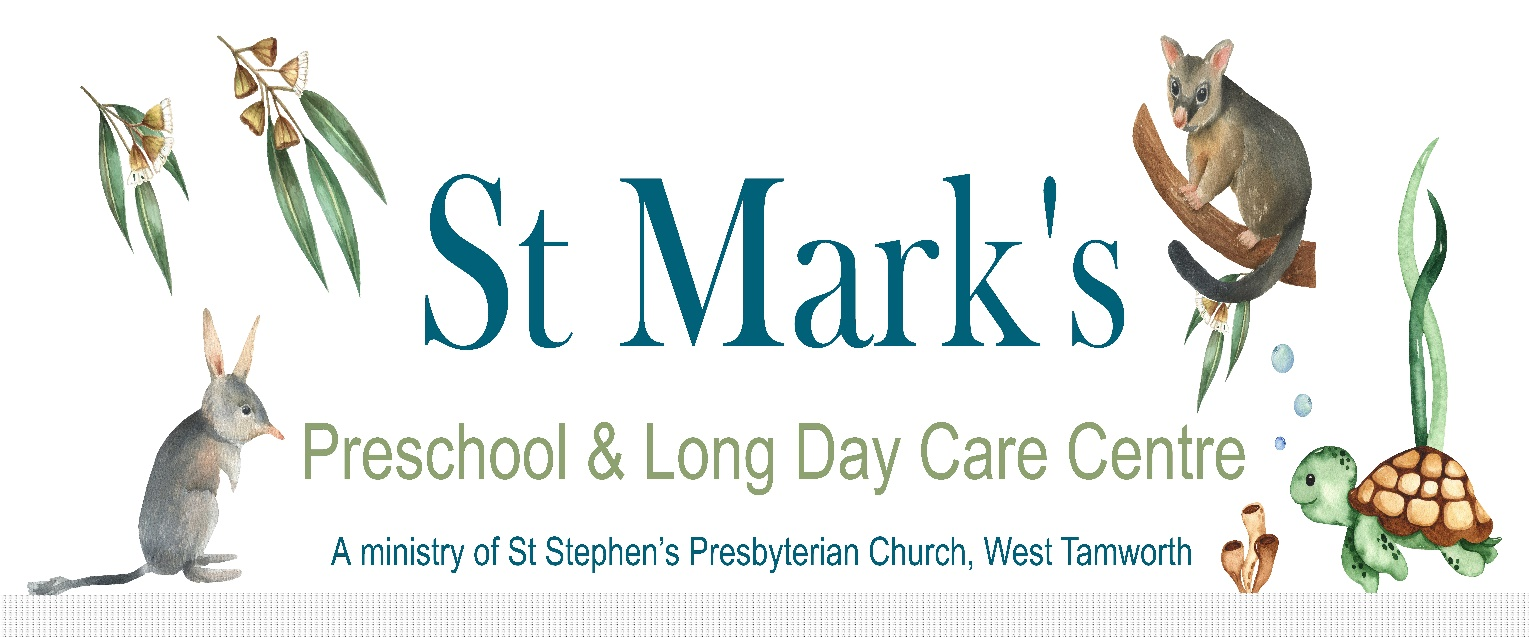 St Mark's
Preschool & Long Day Care Centre
A ministry of St Stephen’s Presbyterian Church, West Tamworth